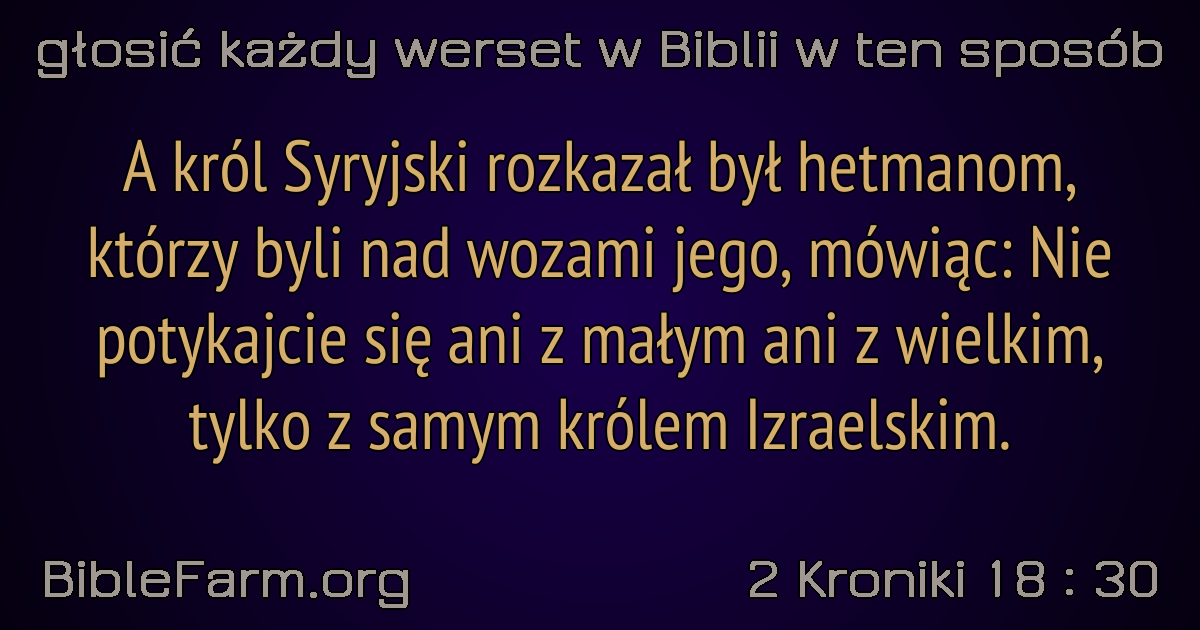 głosić każdy werset w Biblii w ten sposób
A król Syryjski rozkazał był hetmanom,
którzy byli nad wozami jego, mówiąc: Nie
potykajcie się ani z małym ani z wielkim,
tylko z samym królem Izraelskim.
BibleFarm.org
2 Kroniki 18 : 30